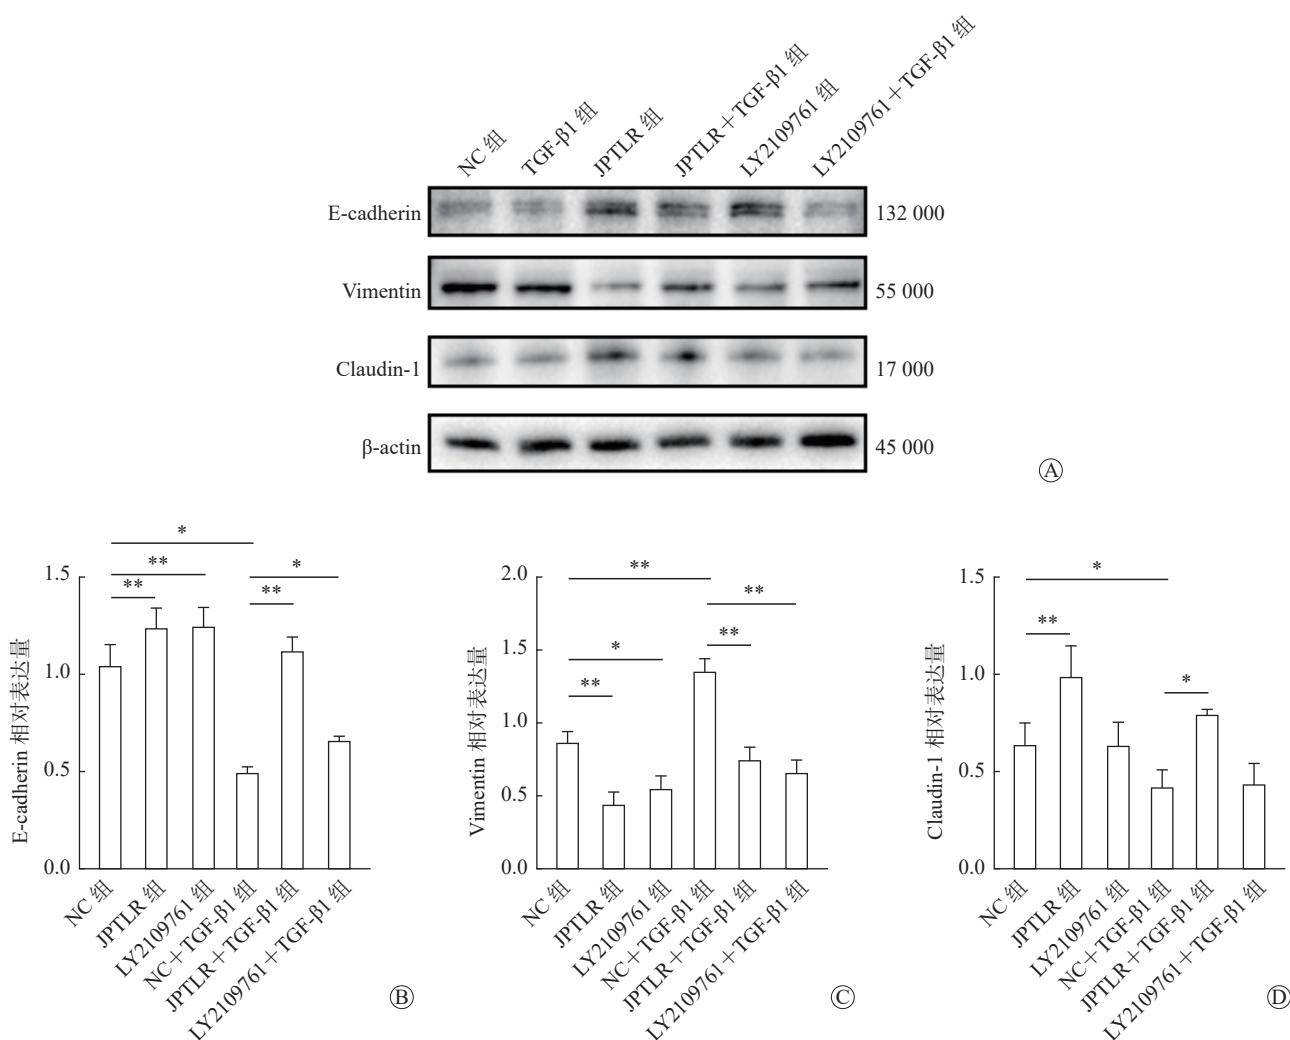 NC 组
TGF-β1 组
JPTLR 组
JPTLR＋TGF-β1 组
LY2109761 组
LY2109761＋TGF-β1 组
E-cadherin
132 000
Vimentin
55 000
Claudin-1
17 000
β-actin
45 000
A
E-cadherin 相对表达量
1.5
1.0
0.5
0.0
*
**
*
**
**
NC 组
JPTLR 组
LY2109761 组
NC＋TGF-β1 组
JPTLR＋TGF-β1 组
LY2109761＋TGF-β1 组
B
Vimentin 相对表达量
2.0
1.5
1.0
0.5
0.0
**
**
**
*
**
NC 组
JPTLR 组
LY2109761 组
NC＋TGF-β1 组
JPTLR＋TGF-β1 组
LY2109761＋TGF-β1 组
C
Claudin-1 相对表达量
1.5
1.0
0.5
0.0
*
**
*
NC 组
JPTLR 组
LY2109761 组
NC＋TGF-β1 组
JPTLR＋TGF-β1 组
LY2109761＋TGF-β1 组
D